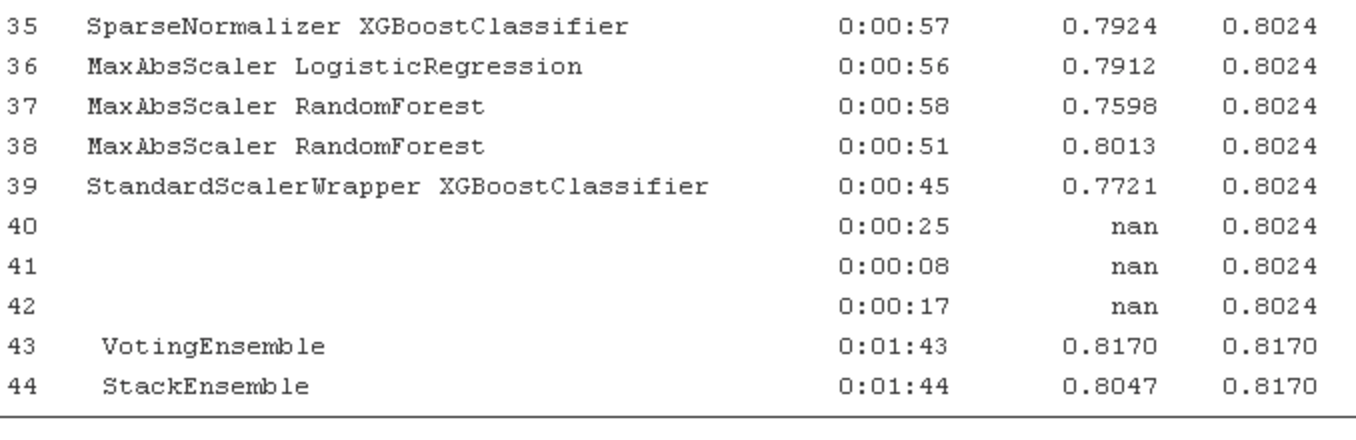 35 SparseNormalizer XGBoostClassifier 0:00:57 0.7924 0.8024
36 MaxAbsScaler LogisticRegression 0:00:56 0.7912 0.8024
37 MaxAbsScaler RandomForest 0:00:58 0.7598 0.8024
38 MaxAbsScaler RandomForest 0:00:51 0.8013 0.8024
39 StandardScalerWrapper XGBoostClassifier 0:00:45 0.7721 0.8024
40 0:00:25 nan 0.8024
41 0:00:08 nan 0.8024
42 0:00:17 nan 0.8024
43 VotingEnsemble 0:01:43 0.8170 0.8170
44 StackEnsemble 0:01:44 0.8047 0.8170